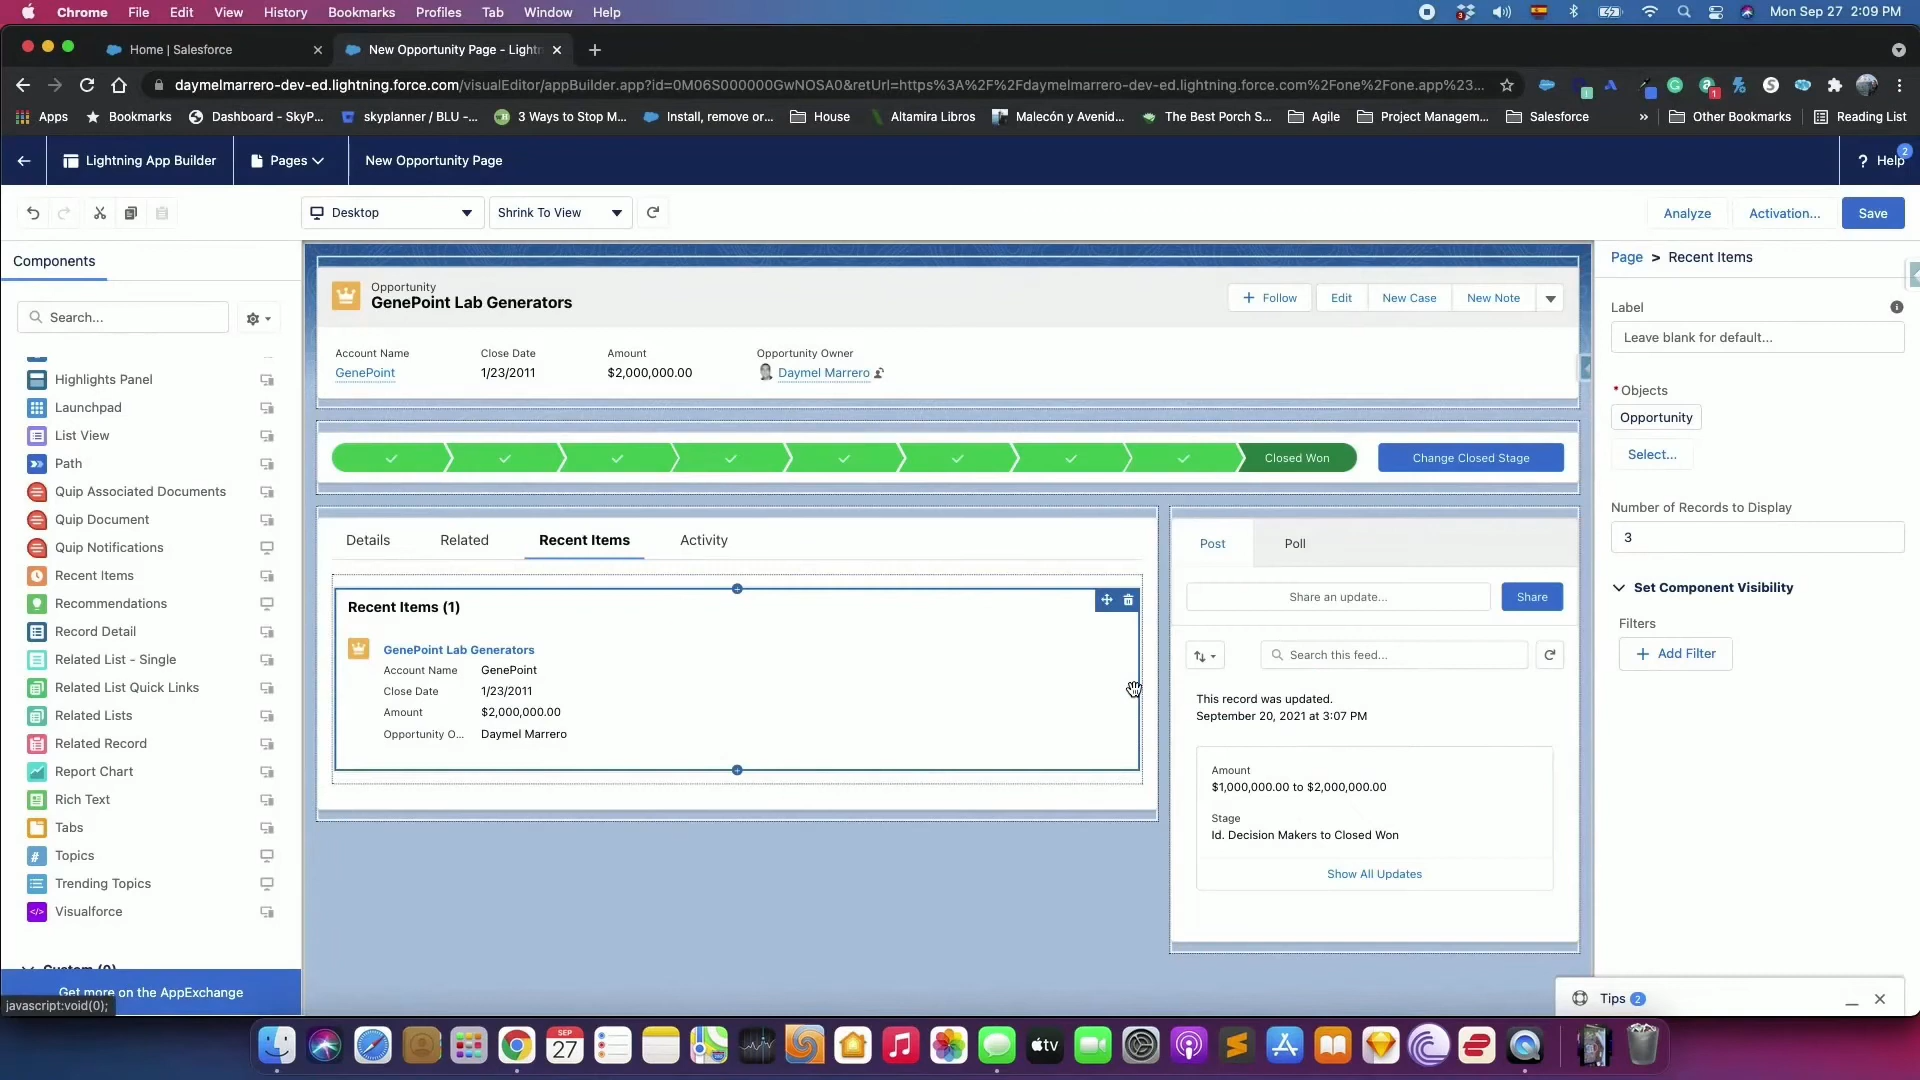 Chrome File Edit View History Bookmarks Profiles Tab Window Help
Mon Sep 27 2:09 PM
Home | Salesforce
New Opportunity Page - Lightn
daymelmarrero-dev-ed.lightning.force.com/visualEditor/appBuilder.app?id=0M06S000000GwNOSA0&retUrl=https%3A%2F%2Fdaymelmarrero-dev-ed.lightning.force.com%2Fone%2Fone.app%23...
Apps Bookmarks Dashboard - SkyP... skyplanner / BLU -... 3 Ways to Stop M... Install, remove or... House Altamira Libros Malecón y Avenid... The Best Porch S... Agile Project Managem... Salesforce » Other Bookmarks Reading List
Lightning App Builder Pages New Opportunity Page ? Help 2
Desktop Shrink To View Analyze Activation... Save
Components
Search...
Highlights Panel
Launchpad
List View
Path
Quip Associated Documents
Quip Document
Quip Notifications
Recent Items
Recommendations
Record Detail
Related List - Single
Related List Quick Links
Related Lists
Related Record
Report Chart
Rich Text
Tabs
Topics
Trending Topics
Visualforce
Custom (0)
Get more on the AppExchange
javascript:void(0);
Opportunity
GenePoint Lab Generators
+ Follow Edit New Case New Note
Account Name Close Date Amount Opportunity Owner
GenePoint 1/23/2011 $2,000,000.00 Daymel Marrero
Closed Won Change Closed Stage
Details Related Recent Items Activity
Recent Items (1)
GenePoint Lab Generators
Account Name GenePoint
Close Date 1/23/2011
Amount $2,000,000.00
Opportunity O... Daymel Marrero
Post Poll
Share an update... Share
Search this feed...
This record was updated.
September 20, 2021 at 3:07 PM
Amount
$1,000,000.00 to $2,000,000.00
Stage
Id. Decision Makers to Closed Won
Show All Updates
Page > Recent Items
Label
Leave blank for default...
* Objects
Opportunity
Select...
Number of Records to Display
3
Set Component Visibility
Filters
+ Add Filter
Tips 2
SEP
27
tv